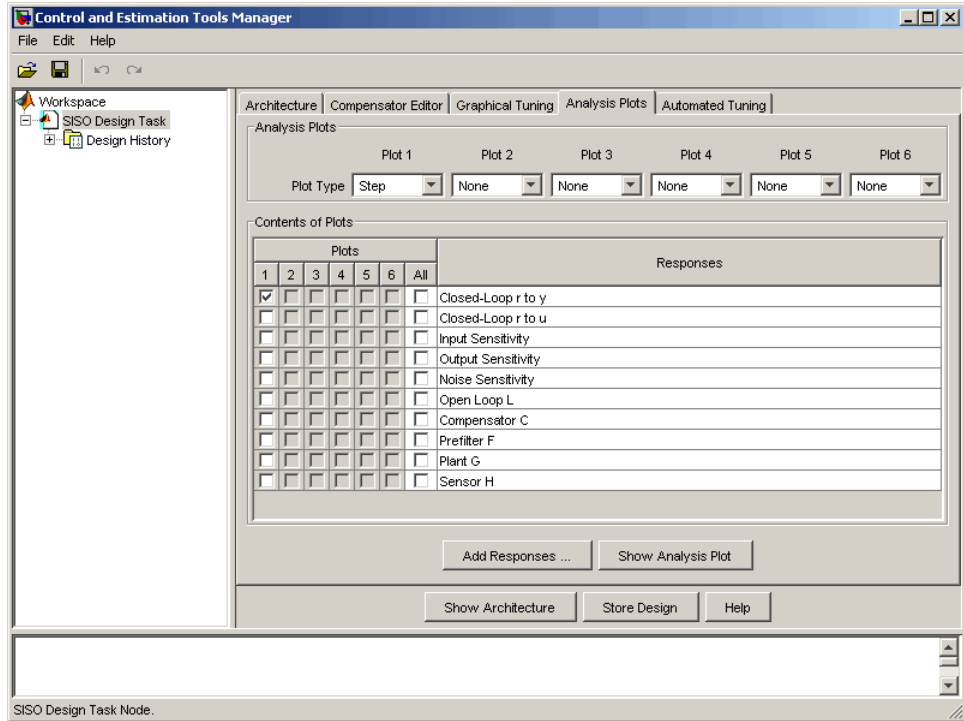 Control and Estimation Tools Manager
File Edit Help
Workspace
SISO Design Task
Design History
Architecture Compensator Editor Graphical Tuning Analysis Plots Automated Tuning
Analysis Plots
Plot 1 Plot 2 Plot 3 Plot 4 Plot 5 Plot 6
Plot Type Step None None None None None
Contents of Plots
Plots
Responses
1 2 3 4 5 6 All
Closed-Loop r to y
Closed-Loop r to u
Input Sensitivity
Output Sensitivity
Noise Sensitivity
Open Loop L
Compensator C
Prefilter F
Plant G
Sensor H
Add Responses ... Show Analysis Plot
Show Architecture Store Design Help
SISO Design Task Node.